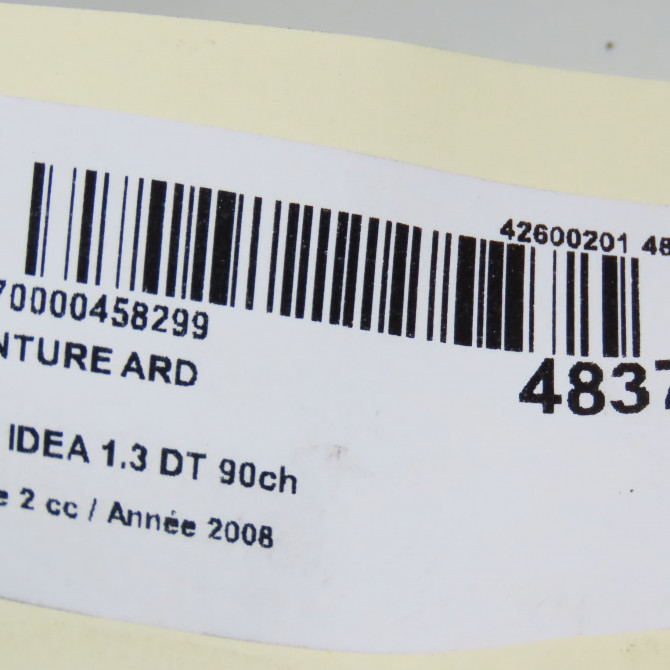 42600201 48
70000458299
NTURE ARD
4837
IDEA 1.3 DT 90ch
e 2 cc / Année 2008